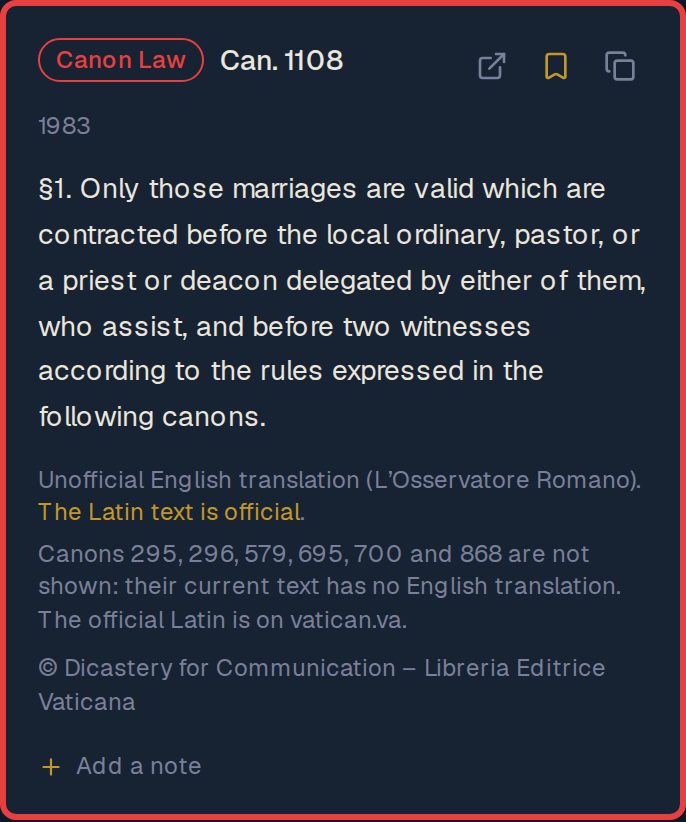 Canon Law Can. 1108
1983
§1. Only those marriages are valid which are
contracted before the local ordinary, pastor, or
a priest or deacon delegated by either of them,
who assist, and before two witnesses
according to the rules expressed in the
following canons.
Unofficial English translation (L’Osservatore Romano).
The Latin text is official.
Canons 295, 296, 579, 695, 700 and 868 are not
shown: their current text has no English translation.
The official Latin is on vatican.va.
© Dicastery for Communication – Libreria Editrice
Vaticana
+ Add a note